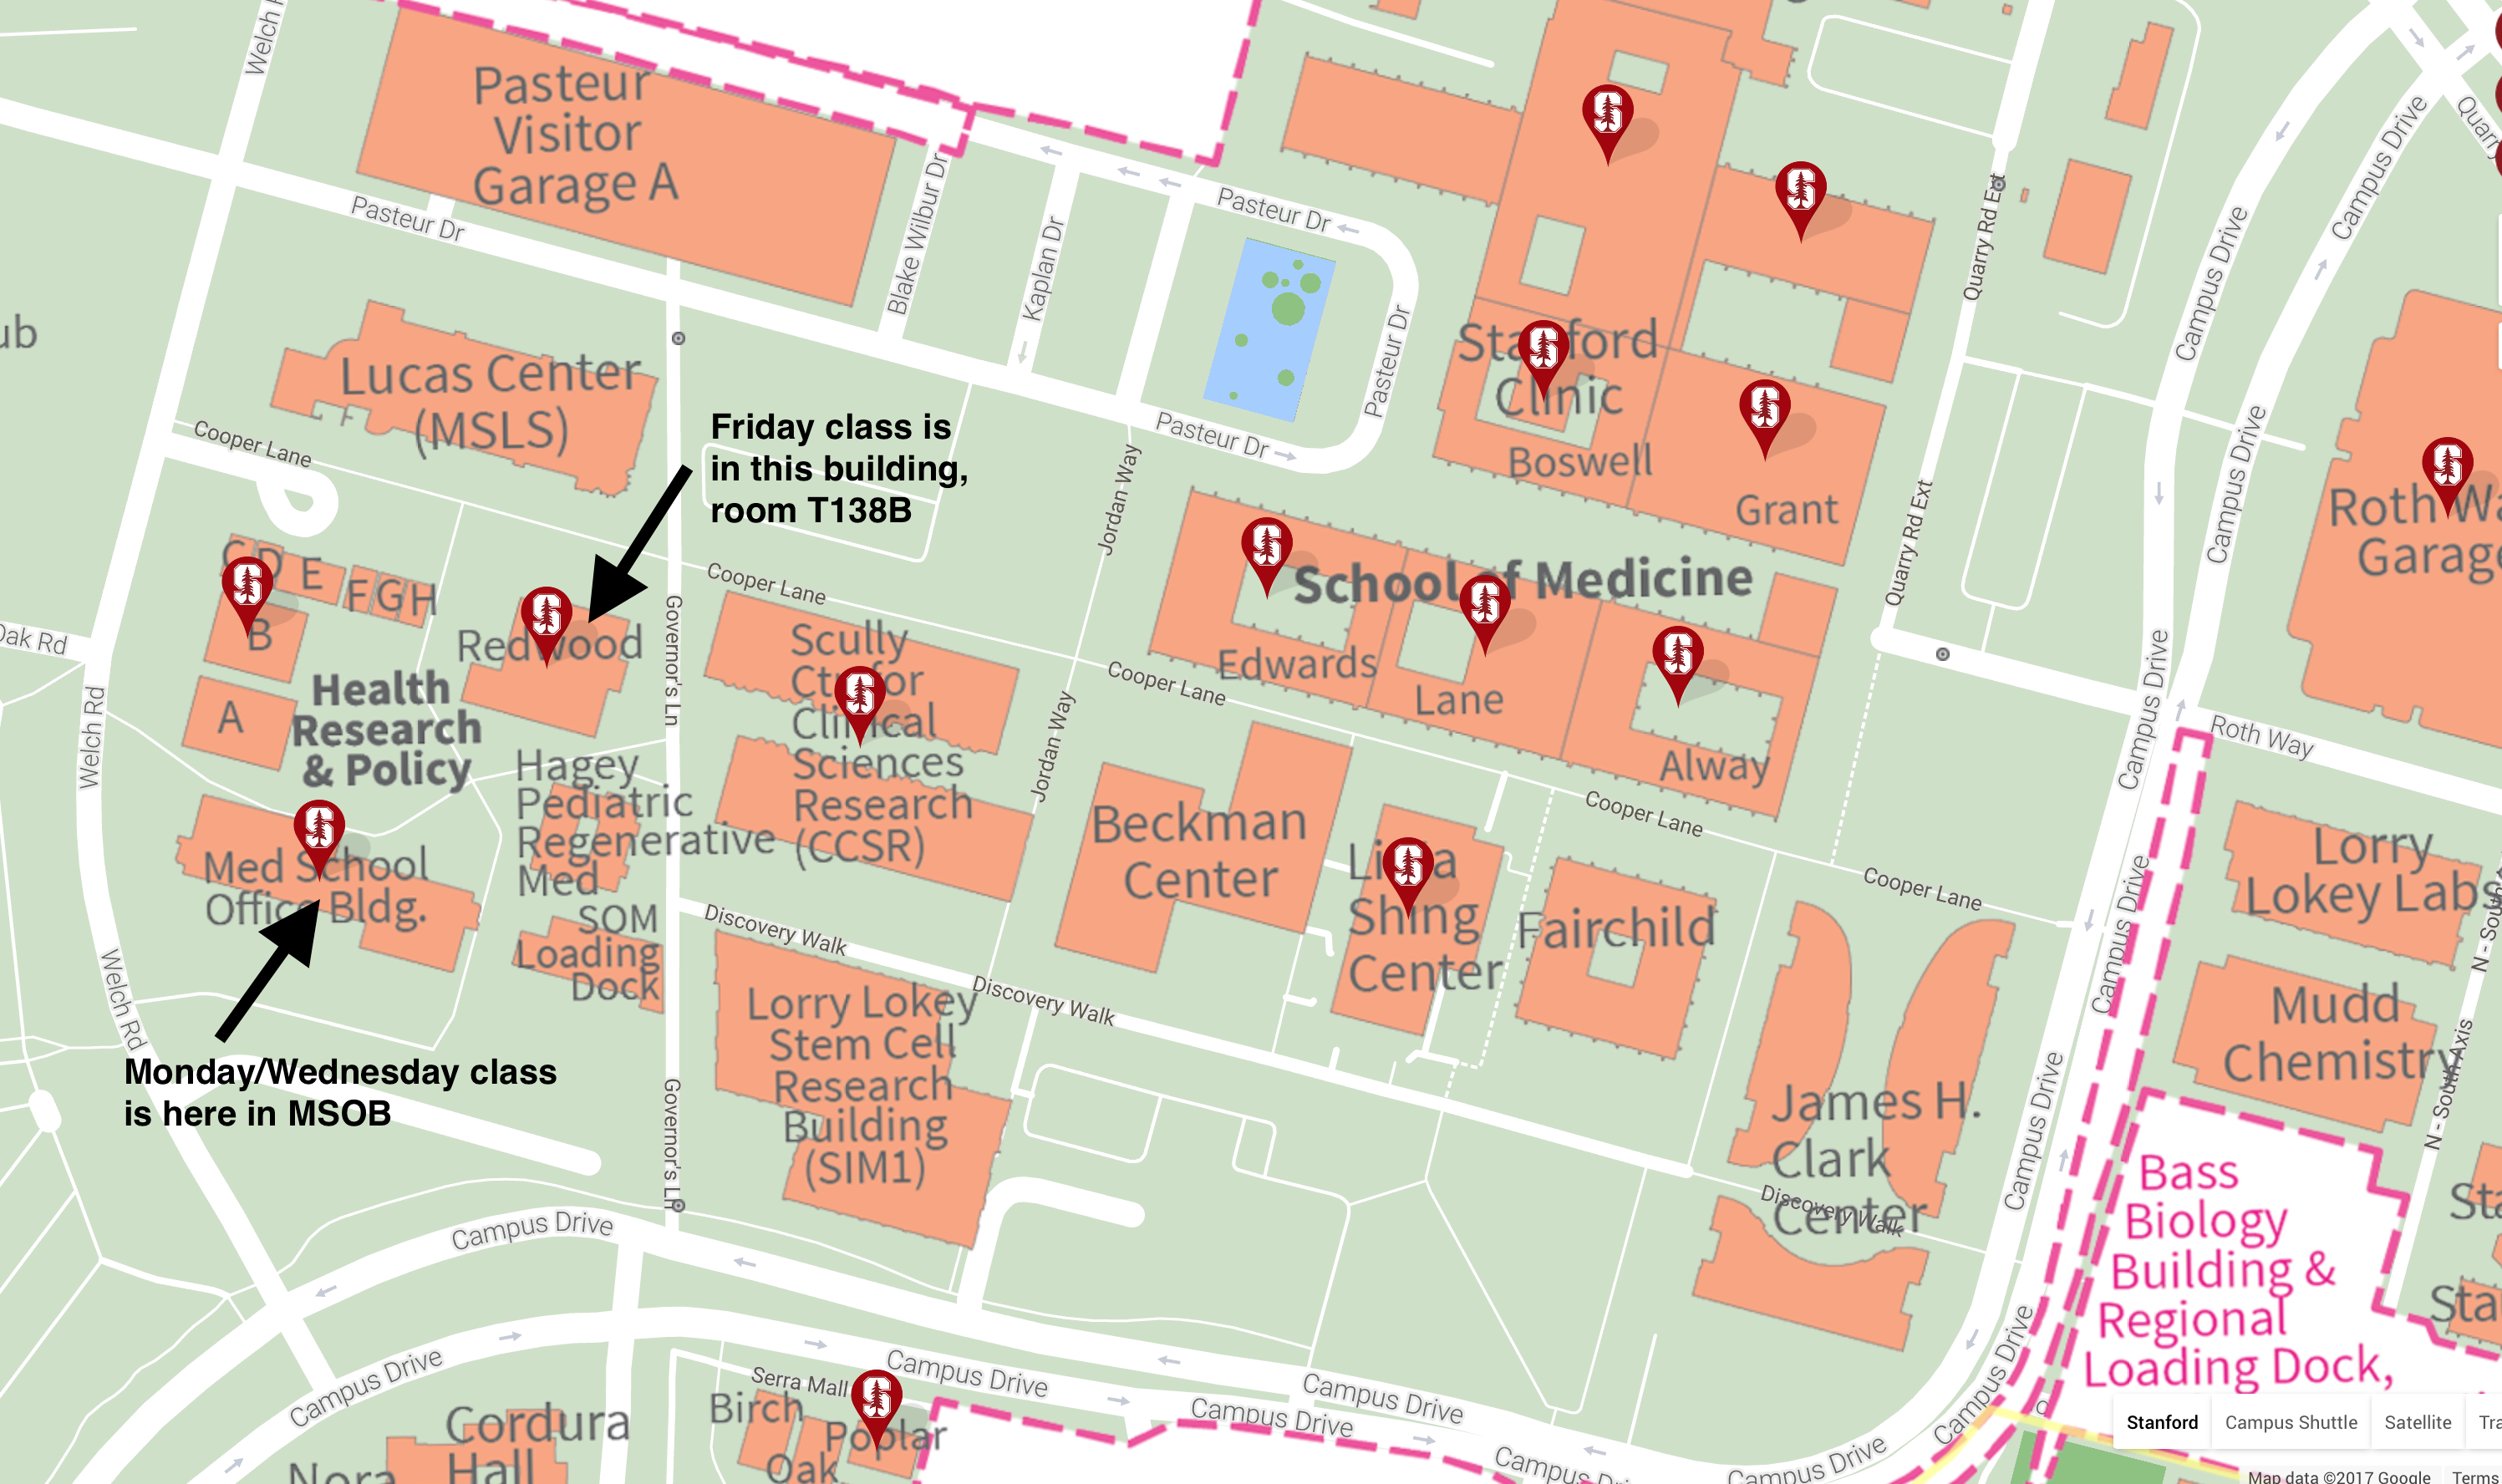 Welch R
Pasteur
Visitor
Garage A
Pasteur Dr
Blake Wilbur Dr
Kaplan Dr
Pasteur Dr
Pasteur Dr
Pasteur Dr
Quarry Rd Ext
Campus Drive
Campus Drive
Quarry
ub
Lucas Center
(MSLS)
Cooper Lane
Friday class is
in this building,
room T138B
Jordan Way
Clinic
Boswell
Grant
Quarry Rd Ext
Campus Drive
Garage
School of Medicine
Edwards
Lane
Alway
C D E F G H
B
A
Oak Rd
Redwood
Governor's Ln
Cooper Lane
Scully
Ctr for
Clinical
Sciences
Research
(CCSR)
Cooper Lane
Jordan Way
Health
Research
& Policy
Welch Rd
Hagey
Pediatric
Regenerative
Med
Med School
Office Bldg.
SOM
Loading
Dock
Beckman
Center
Li
Shing
Center
Fairchild
Cooper Lane
Cooper Lane
Campus Drive
Roth Way
Campus Drive
Lorry
Lokey Labs
Mudd
Chemistry
N - South
N - South Axis
Discovery Walk
Discovery Walk
Lorry Lokey
Stem Cell
Research
Building
(SIM1)
Welch Rd
Monday/Wednesday class
is here in MSOB
Governor's Ln
James H.
Clark
Center
Discovery Walk
Campus Drive
Bass
Biology
Building &
Regional
Loading Dock,
Sta
Sta
Campus Drive
Campus Drive
Campus Drive
Campus Drive
Campus Drive
Campus Drive
Campus Dri
Campus Drive
Campus Drive
Serra Mall
Birch
Poplar
Oak
Cordura
Hall
Nora
Stanford
Campus Shuttle
Satellite
Tra
Map data ©2017 Google
Terms